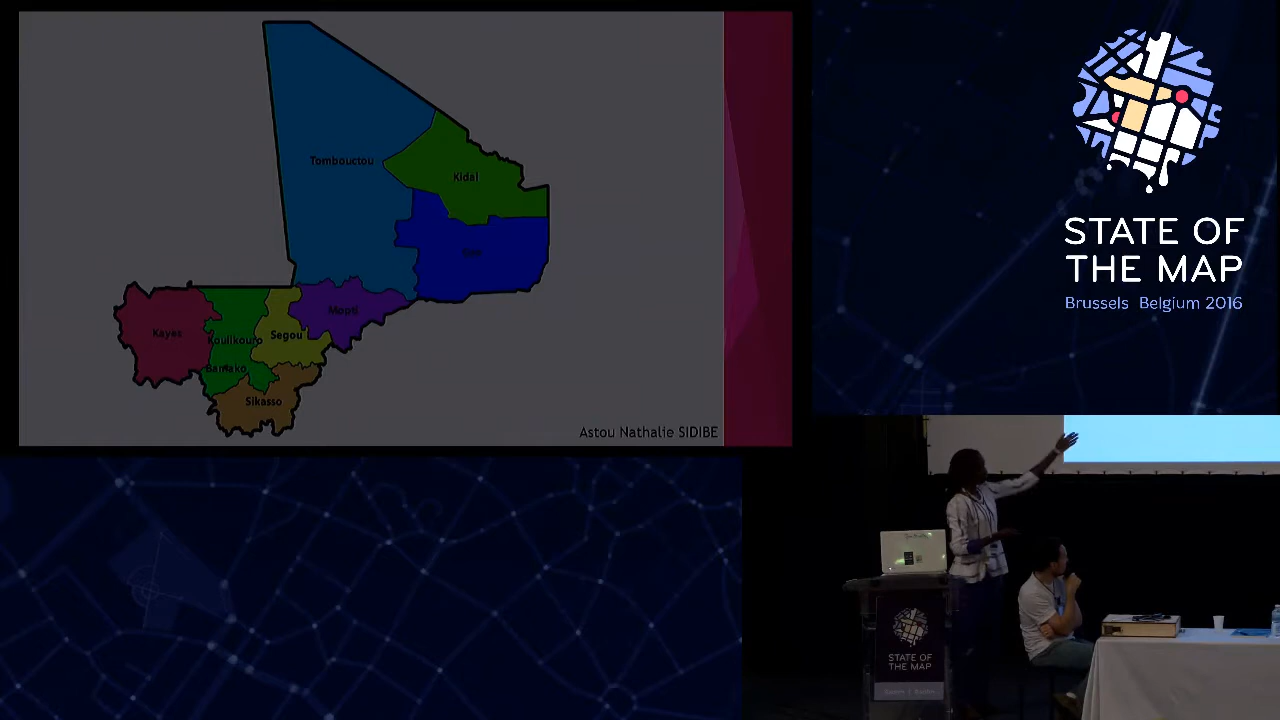 Tombouctou
Kidal
Mopti
Kayes
Koulikouro
Segou
Bamako
Sikasso
Astou Nathalie SIDIBE
STATE OF
THE MAP
Brussels Belgium 2016
STATE OF
THE MAP